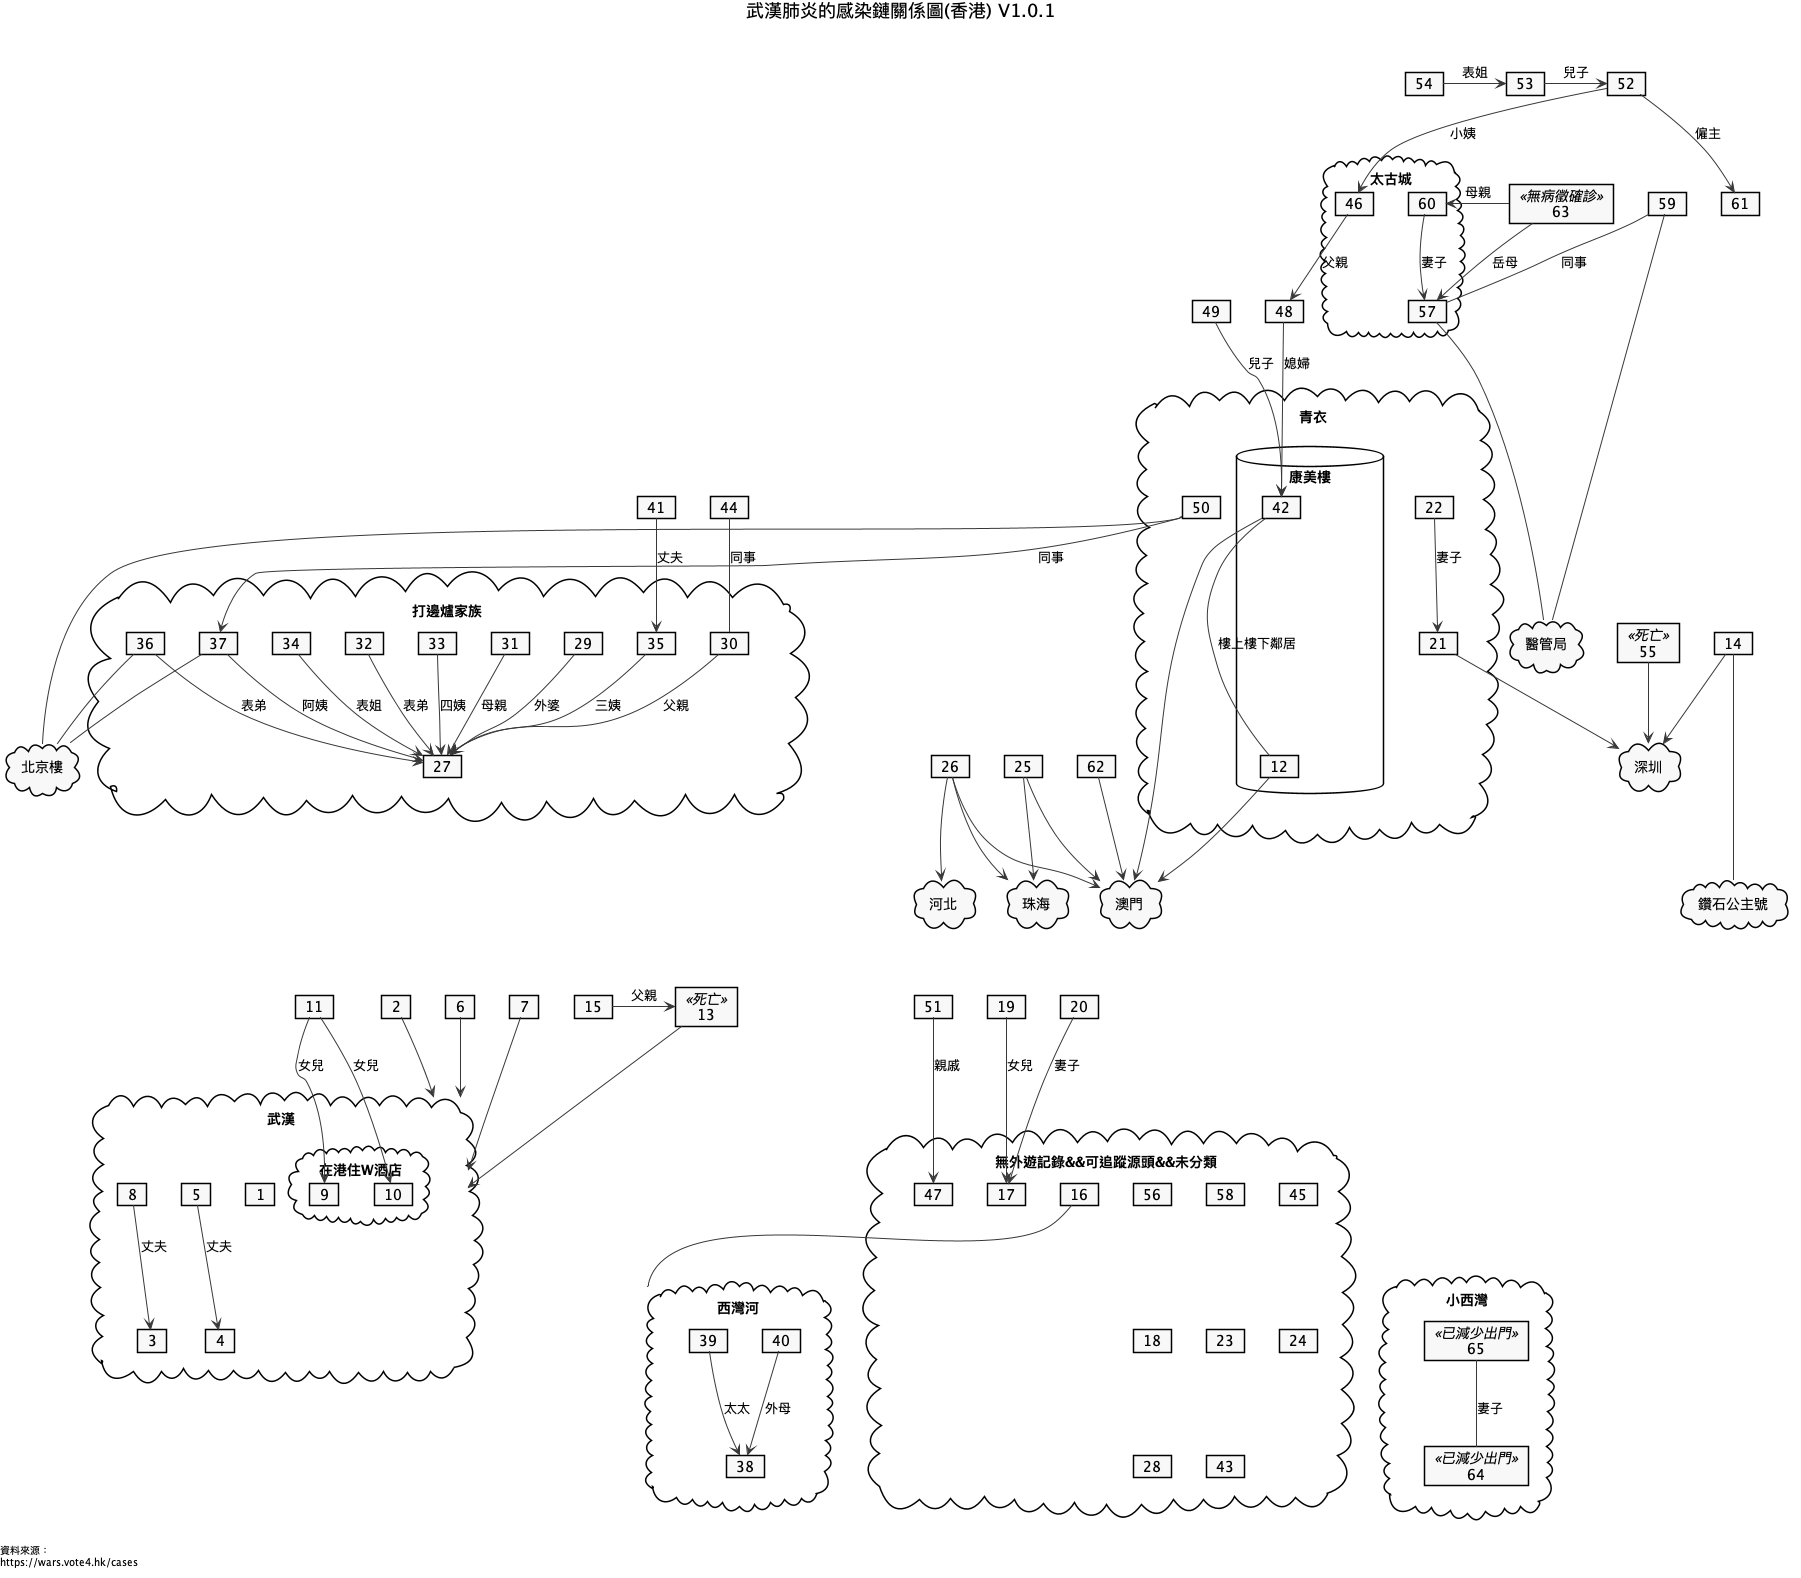 武漢肺炎的感染鏈關係圖(香港) V1.0.1
54
表姐
53
兒子
52
小姨
僱主
太古城
46
60
母親
«無病徵確診»
63
59
61
父親
妻子
岳母
同事
49
48
57
兒子
媳婦
青衣
康美樓
41
44
50
42
22
丈夫
同事
同事
妻子
打邊爐家族
36
37
34
32
33
31
29
35
30
樓上樓下鄰居
21
醫管局
«死亡»
55
14
表弟
阿姨
表姐
表弟
四姨
母親
外婆
三姨
父親
北京樓
27
26
25
62
12
深圳
河北
珠海
澳門
鑽石公主號
11
2
6
7
15
父親
«死亡»
13
51
19
20
女兒
女兒
親戚
女兒
妻子
武漢
在港住W酒店
無外遊記錄&&可追蹤源頭&&未分類
8
5
1
9
10
47
17
16
56
58
45
丈夫
丈夫
西灣河
小西灣
3
4
39
40
18
23
24
«已減少出門»
65
太太
外母
妻子
38
28
43
«已減少出門»
64
資料來源：
https://wars.vote4.hk/cases